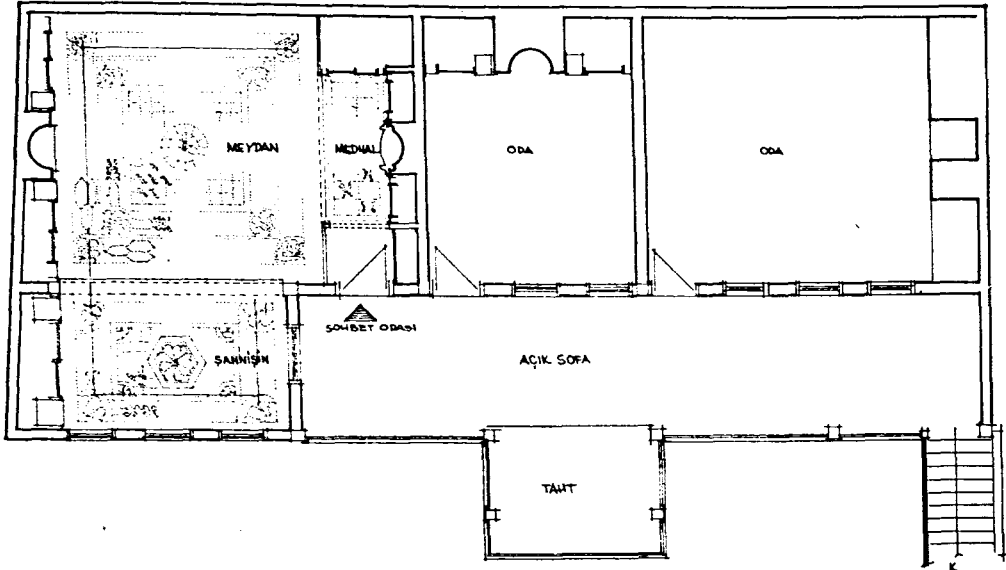 MEYDAN
MEDHAL
ODA
ODA
SOHBET ODASI
ŞAHNİŞİN
AÇIK SOFA
TAHT
K